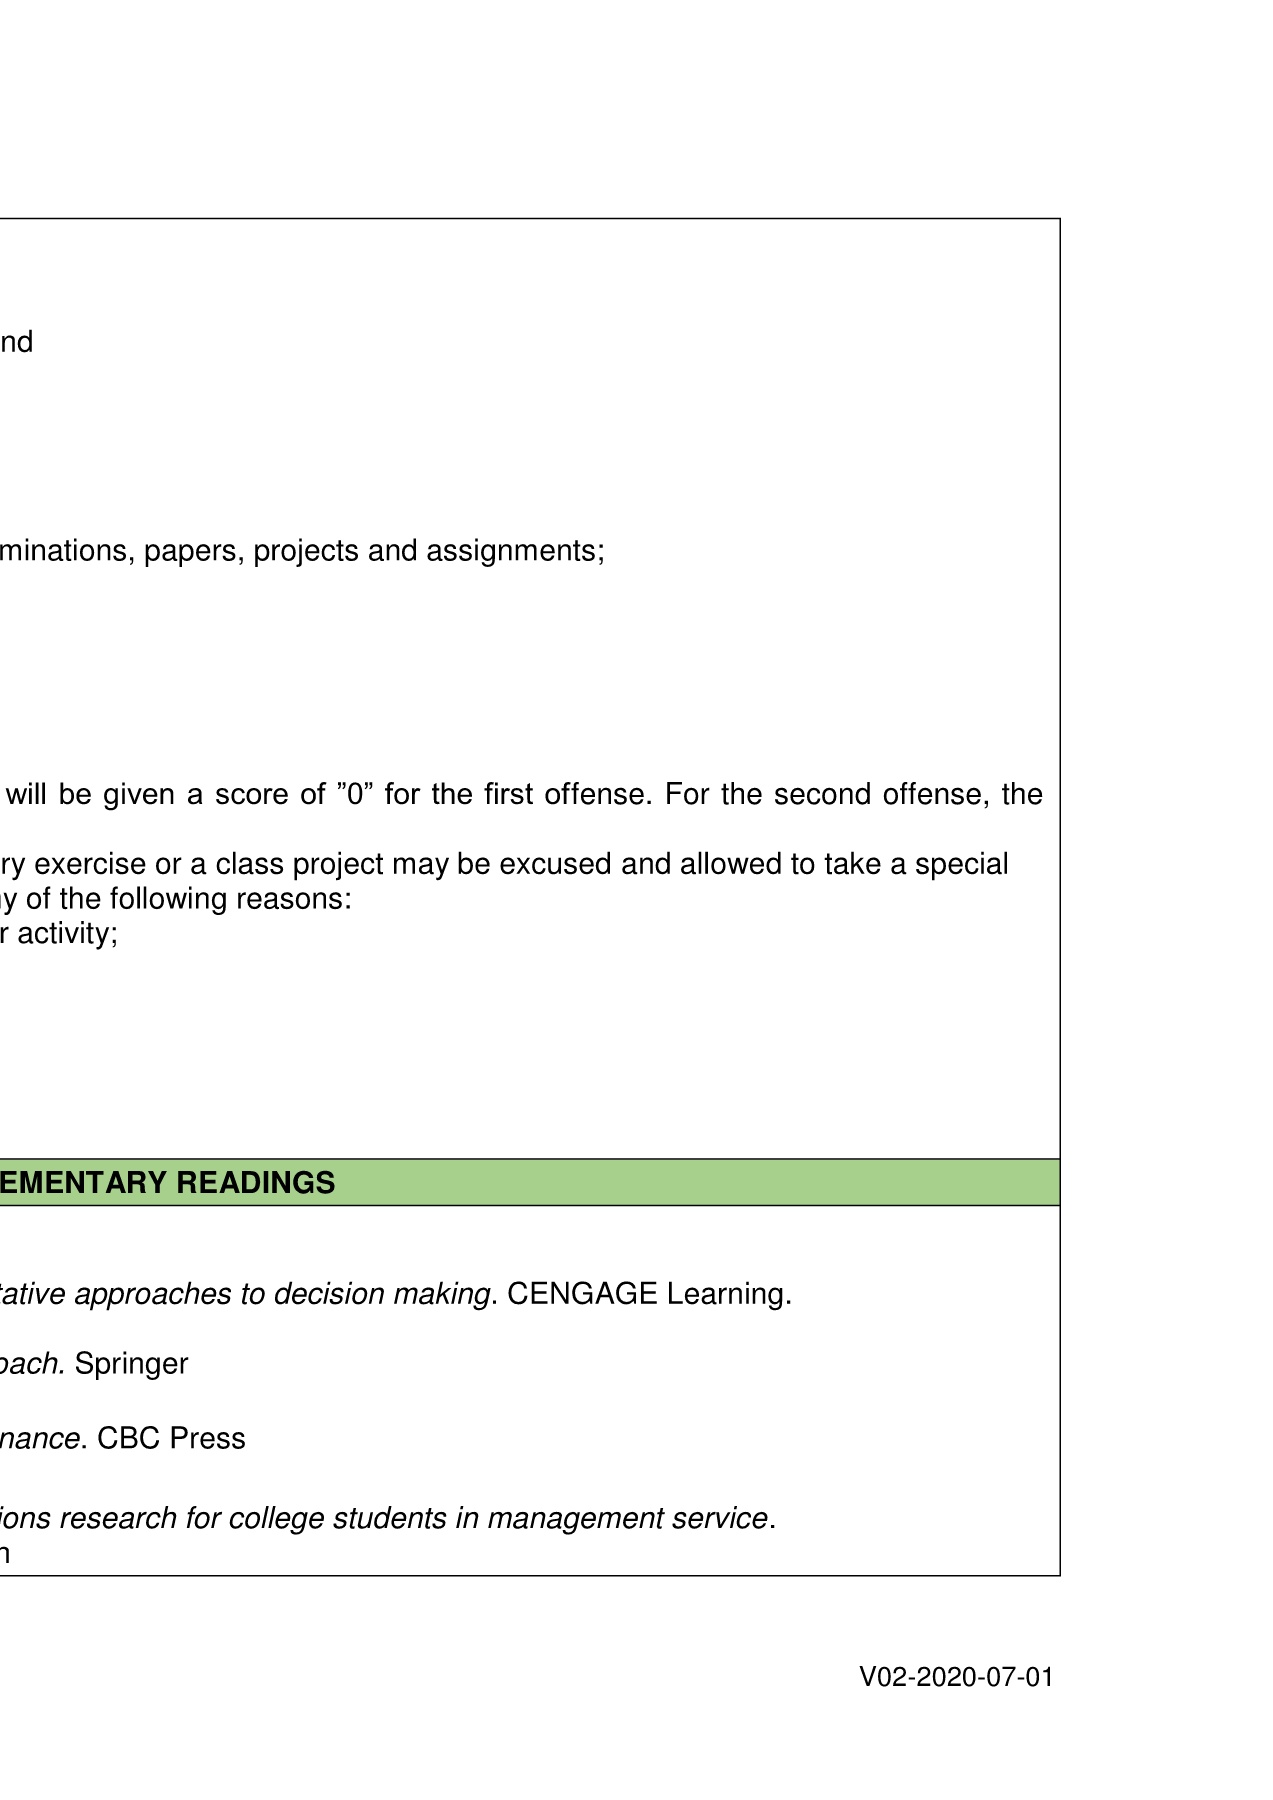 nd
minations, papers, projects and assignments;
will be given a score of ”0” for the first offense. For the second offense, the
ry exercise or a class project may be excused and allowed to take a special
y of the following reasons:
r activity;
EMENTARY READINGS
tative approaches to decision making. CENGAGE Learning.
oach. Springer
nance. CBC Press
ions research for college students in management service.
n
V02-2020-07-01